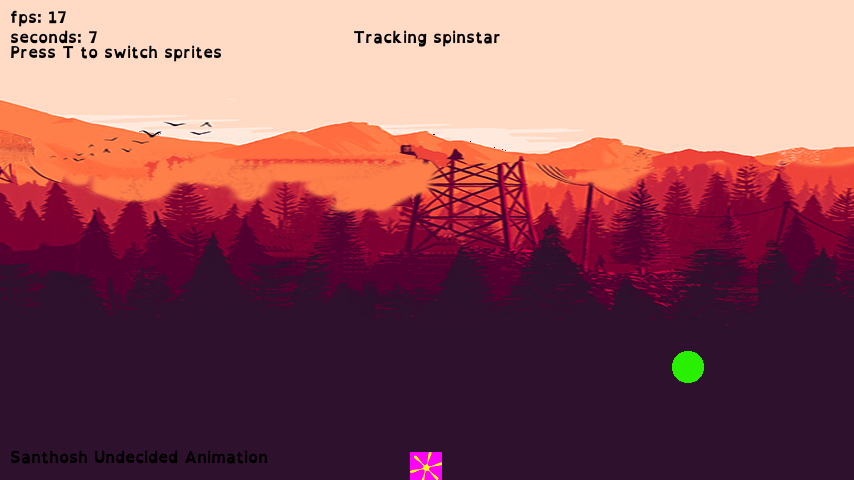 fps: 17
seconds: 7
Press T to switch sprites
Tracking spinstar
Santhosh Undecided Animation